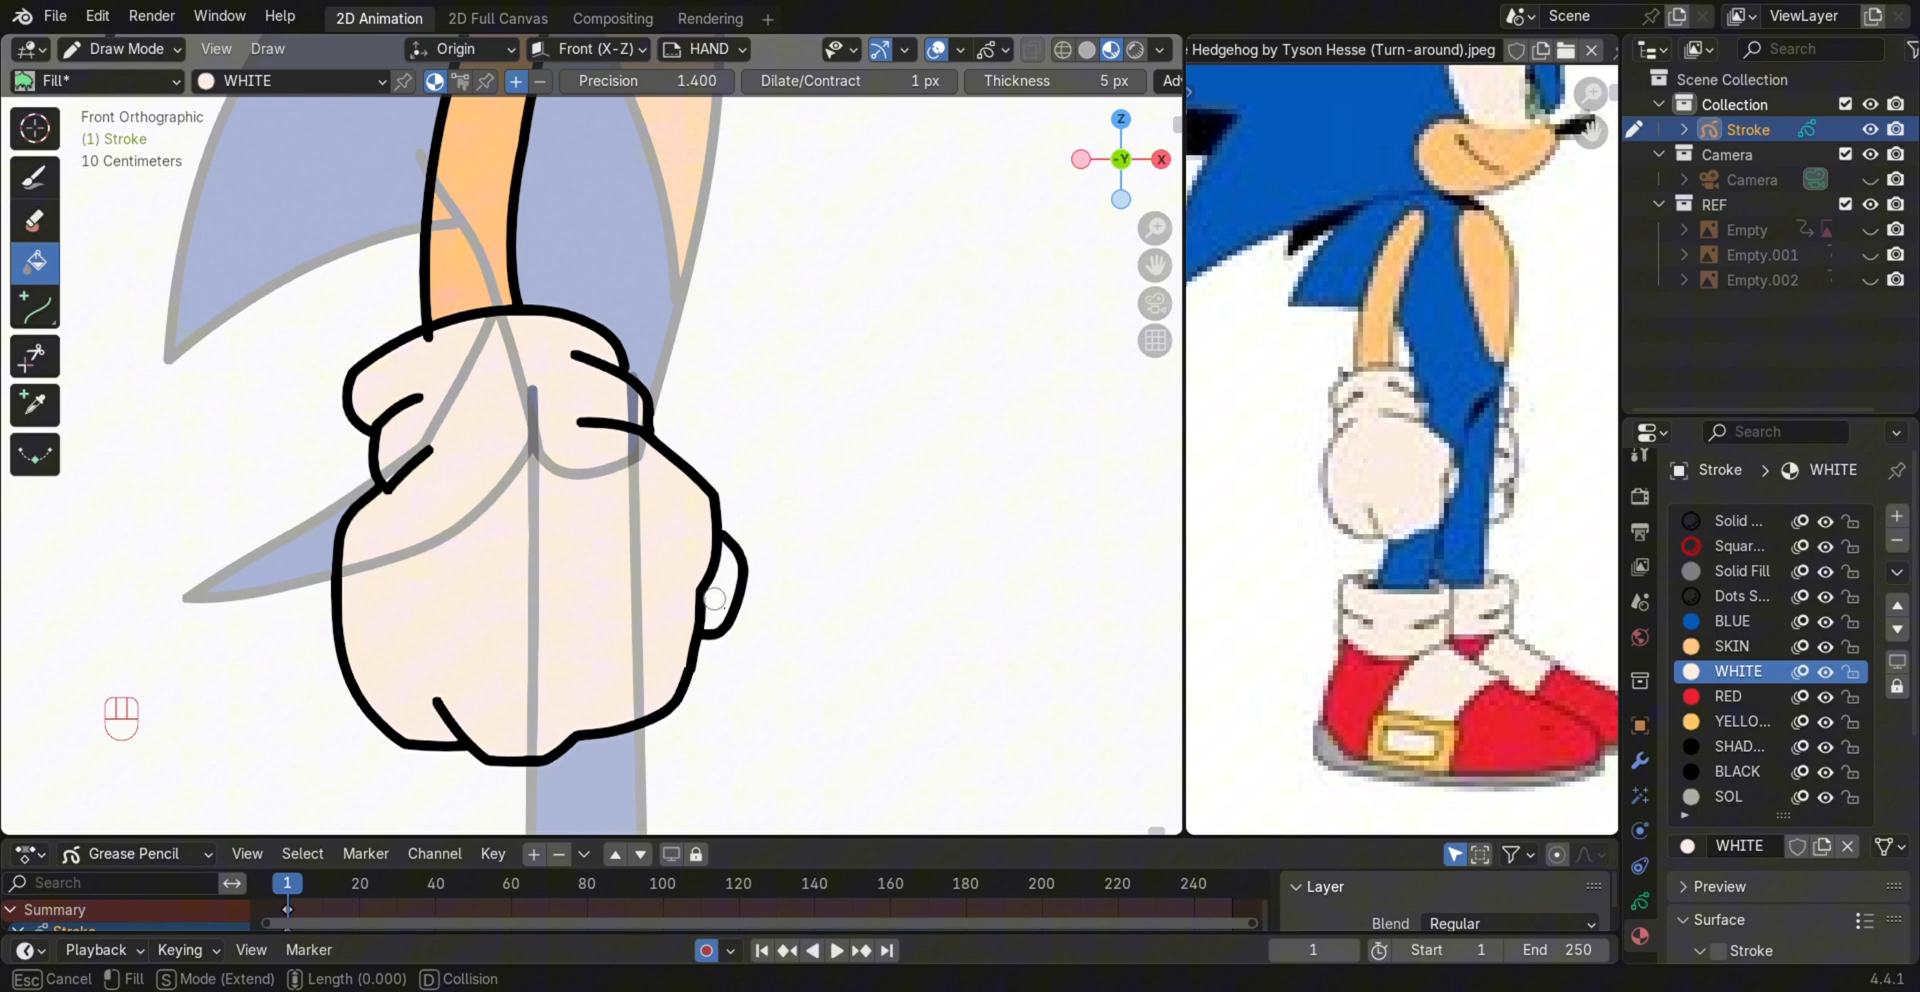 File Edit Render Window Help 2D Animation 2D Full Canvas Compositing Rendering + Scene ViewLayer
Draw Mode View Draw Origin Front (X-Z) HAND
Hedgehog by Tyson Hesse (Turn-around).jpeg
Search
Fill* WHITE Precision 1.400 Dilate/Contract 1 px Thickness 5 px Ad
Front Orthographic
(1) Stroke
10 Centimeters
Z
-Y
X
Scene Collection
Collection
Stroke
Camera
Camera
REF
Empty
Empty.001
Empty.002
Search
Stroke > WHITE
Solid ...
Squar...
Solid Fill
Dots S...
BLUE
SKIN
WHITE
RED
YELLO...
SHAD...
BLACK
SOL
WHITE
Preview
Surface
Stroke
Grease Pencil View Select Marker Channel Key
Search 1 20 40 60 80 100 120 140 160 180 200 220 240
Summary
Stroke
Layer
Blend Regular
Playback Keying View Marker 1 Start 1 End 250
Esc Cancel Fill S Mode (Extend) Length (0.000) D Collision 4.4.1